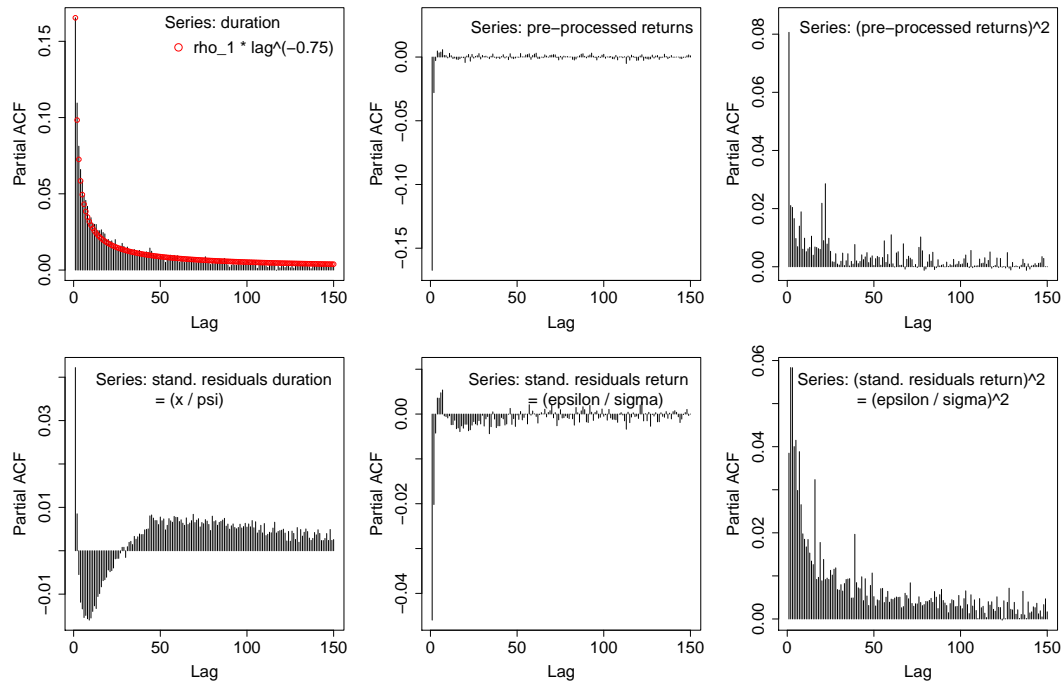 Series: duration
rho_1 * lag^(−0.75)
Partial ACF
0.00
0.05
0.10
0.15
0
50
100
150
Lag
Series: pre−processed returns
Partial ACF
−0.15
−0.10
−0.05
0.00
0
50
100
150
Lag
Series: (pre−processed returns)^2
Partial ACF
0.00
0.02
0.04
0.06
0.08
0
50
100
150
Lag
Series: stand. residuals duration
= (x / psi)
Partial ACF
−0.01
0.01
0.03
0
50
100
150
Lag
Series: stand. residuals return
= (epsilon / sigma)
Partial ACF
−0.04
−0.02
0.00
0
50
100
150
Lag
Series: (stand. residuals return)^2
= (epsilon / sigma)^2
Partial ACF
0.00
0.02
0.04
0.06
0
50
100
150
Lag